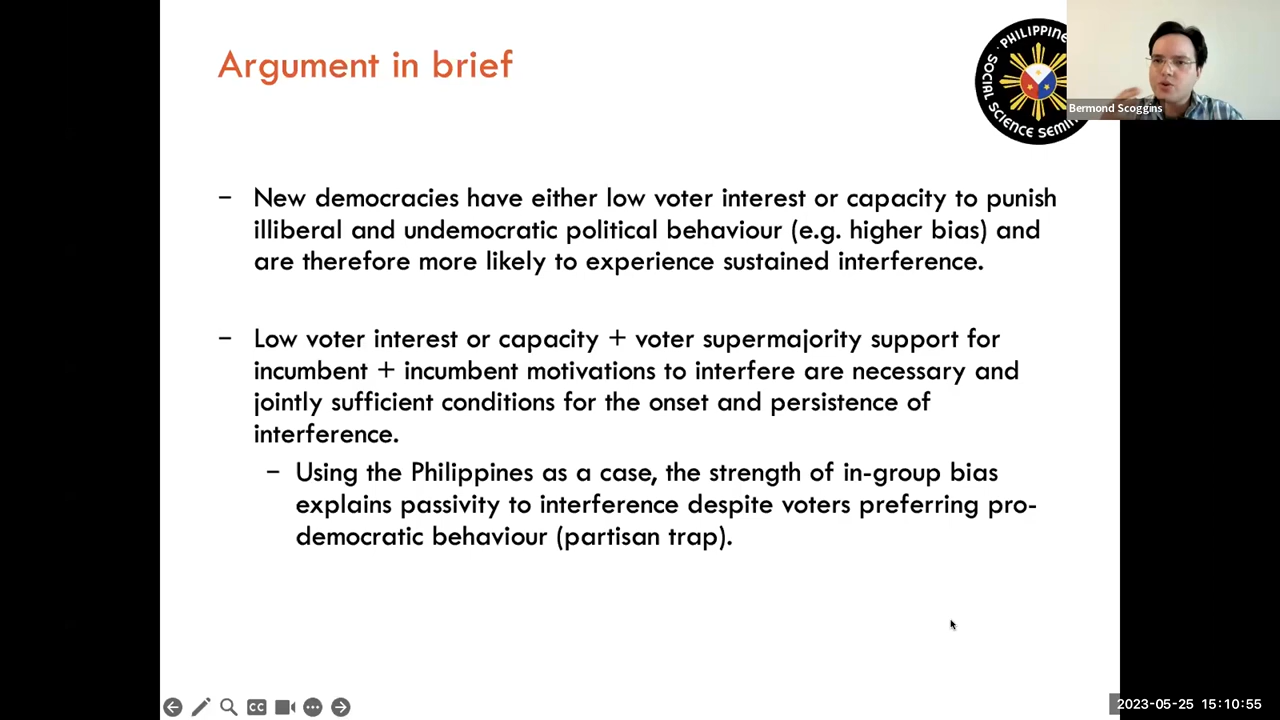 Argument in brief
PHILIPPINE
SOCIAL SCIENCE
Bermond Scoggins
– New democracies have either low voter interest or capacity to punish
illiberal and undemocratic political behaviour (e.g. higher bias) and
are therefore more likely to experience sustained interference.
– Low voter interest or capacity + voter supermajority support for
incumbent + incumbent motivations to interfere are necessary and
jointly sufficient conditions for the onset and persistence of
interference.
– Using the Philippines as a case, the strength of in-group bias
explains passivity to interference despite voters preferring pro-
democratic behaviour (partisan trap).
CC
2023-05-25 15:10:55